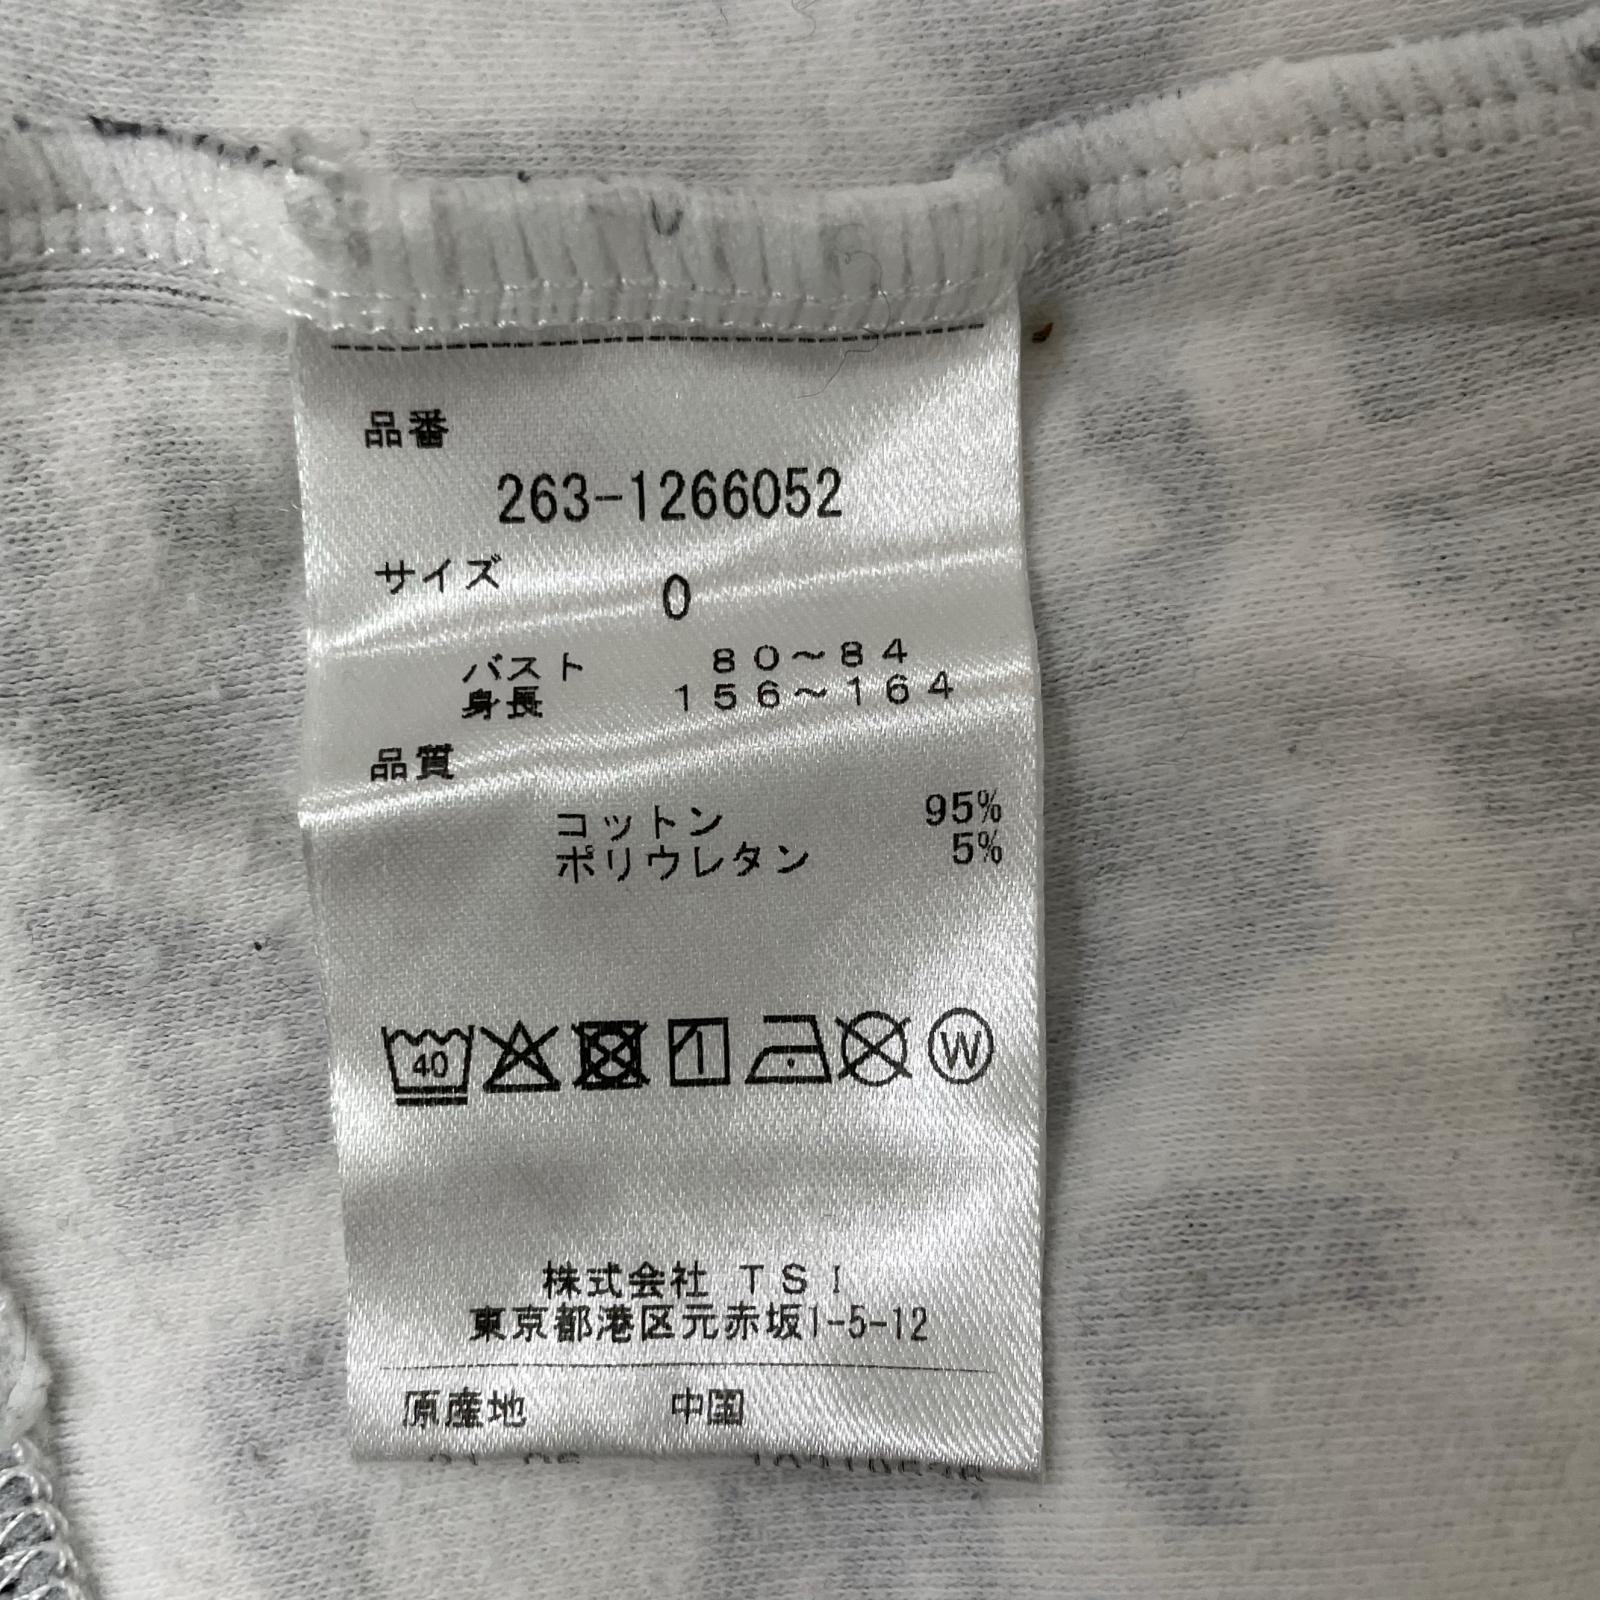 品番
263-1266052
サイズ 0
バスト 80〜84
身長 156〜164
品質
コットン 95%
ポリウレタン 5%
40 1 W
株式会社 TSI
東京都港区元赤坂1-5-12
原産地 中国